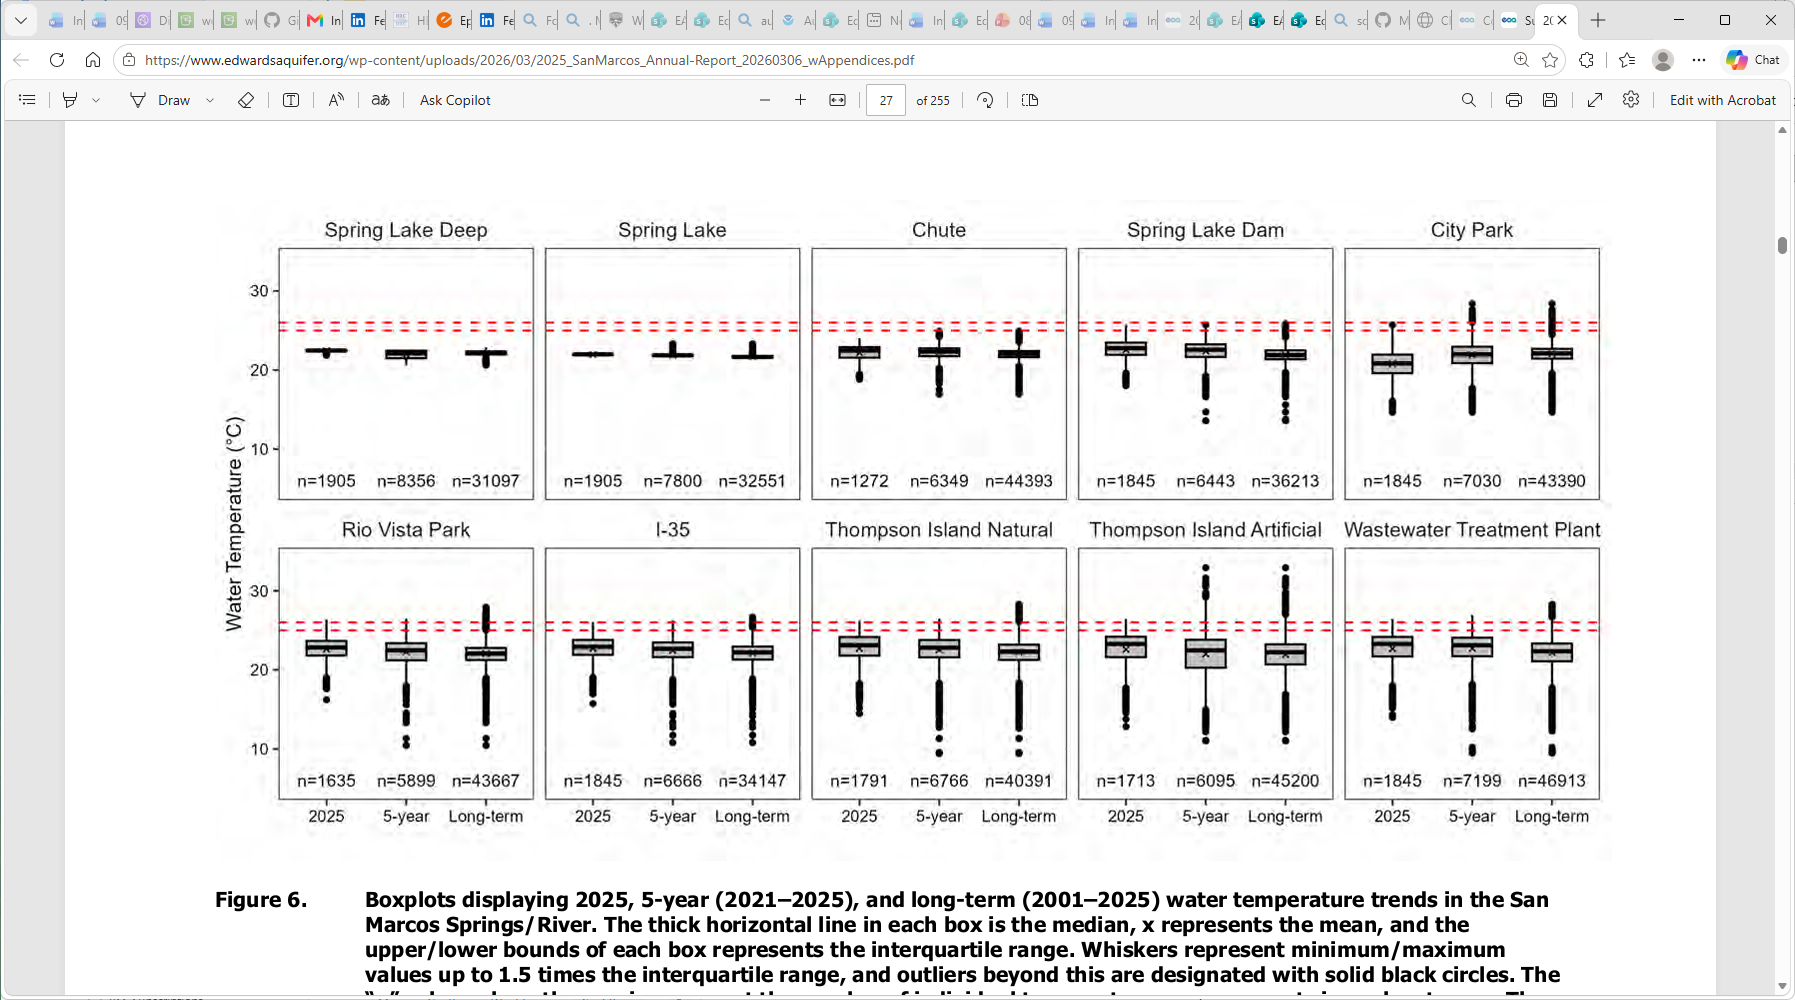 https://www.edwardsaquifer.org/wp-content/uploads/2026/03/2025_SanMarcos_Annual-Report_20260306_wAppendices.pdf
Chat
Draw
Ask Copilot
27 of 255
Edit with Acrobat
Spring Lake Deep Spring Lake Chute Spring Lake Dam City Park
30
20
10
n=1905 n=8356 n=31097 n=1905 n=7800 n=32551 n=1272 n=6349 n=44393 n=1845 n=6443 n=36213 n=1845 n=7030 n=43390
Water Temperature (°C)
Rio Vista Park I-35 Thompson Island Natural Thompson Island Artificial Wastewater Treatment Plant
30
20
10
n=1635 n=5899 n=43667 n=1845 n=6666 n=34147 n=1791 n=6766 n=40391 n=1713 n=6095 n=45200 n=1845 n=7199 n=46913
2025 5-year Long-term 2025 5-year Long-term 2025 5-year Long-term 2025 5-year Long-term 2025 5-year Long-term
Figure 6. Boxplots displaying 2025, 5-year (2021–2025), and long-term (2001–2025) water temperature trends in the San
Marcos Springs/River. The thick horizontal line in each box is the median, x represents the mean, and the
upper/lower bounds of each box represents the interquartile range. Whiskers represent minimum/maximum
values up to 1.5 times the interquartile range, and outliers beyond this are designated with solid black circles. The